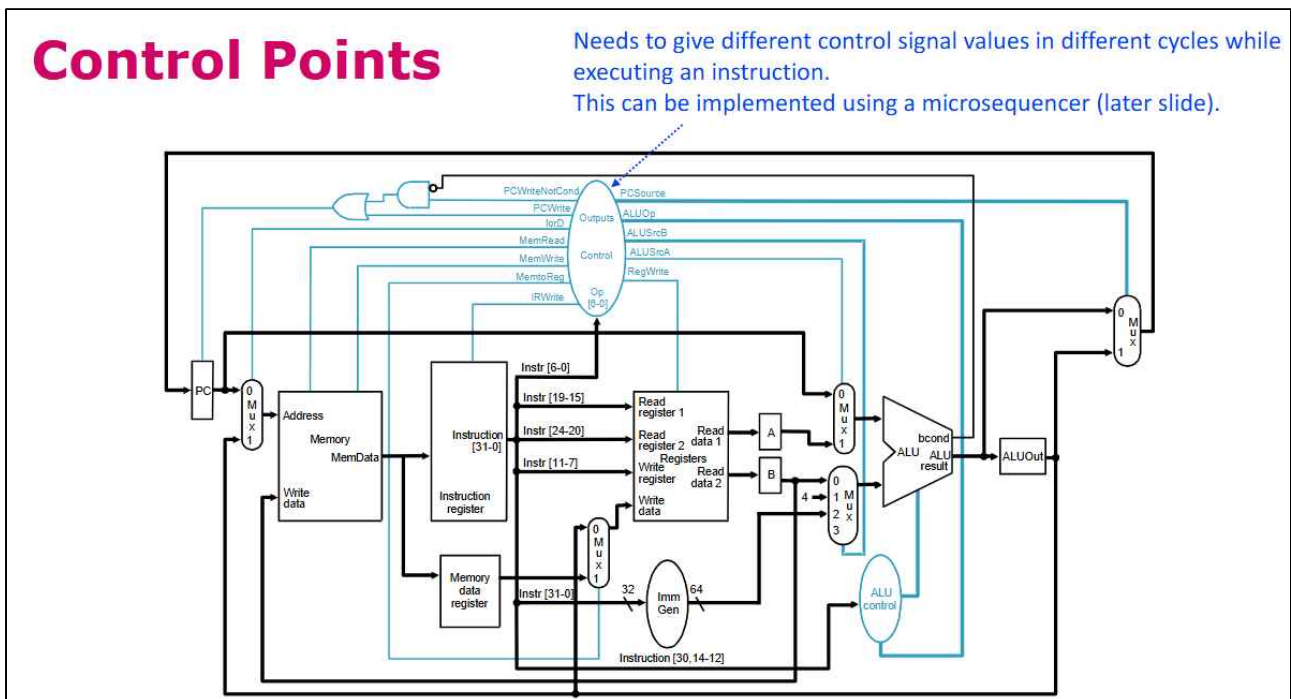 Control Points
Needs to give different control signal values in different cycles while
executing an instruction.
This can be implemented using a microsequencer (later slide).
PCWriteNotCond
PCSource
PCWrite
Outputs
ALUOp
IorD
ALUSrcB
MemRead
Control
ALUSrcA
MemWrite
RegWrite
MemtoReg
Op
[6-0]
IRWrite
0
M
u
x
1
PC
0
M
u
x
1
Address
Memory
MemData
Write
data
Instruction
[31-0]
Instruction
register
Instr [6-0]
Instr [19-15]
Instr [24-20]
Instr [11-7]
Read
register 1
Read
register 2
Write
register
Write
data
Registers
Read
data 1
Read
data 2
A
B
0
M
u
x
1
4
0
1
2
3
M
u
x
bcond
ALU
ALU
result
ALUOut
Memory
data
register
0
M
u
x
1
Instr [31-0]
32
Imm
Gen
64
ALU
control
Instruction [30,14-12]